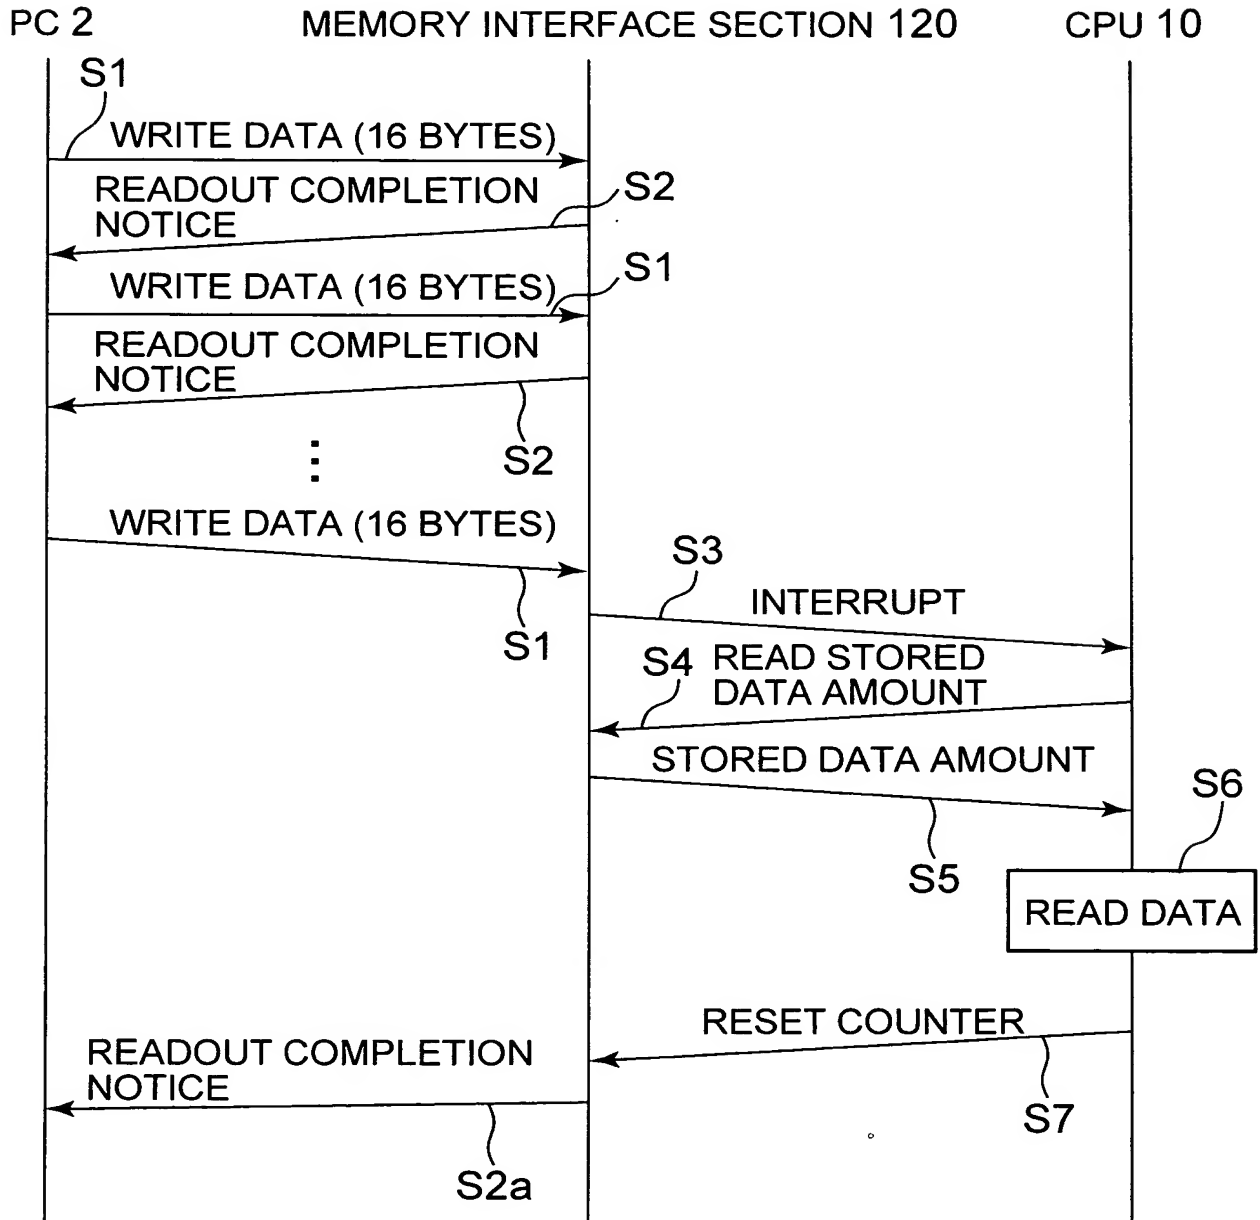 PC 2
MEMORY INTERFACE SECTION 120
CPU 10
S1
WRITE DATA (16 BYTES)
READOUT COMPLETION
NOTICE
S2
S1
WRITE DATA (16 BYTES)
READOUT COMPLETION
NOTICE
S2
WRITE DATA (16 BYTES)
S1
S3
INTERRUPT
S4
READ STORED
DATA AMOUNT
STORED DATA AMOUNT
S5
S6
READ DATA
RESET COUNTER
S7
READOUT COMPLETION
NOTICE
S2a